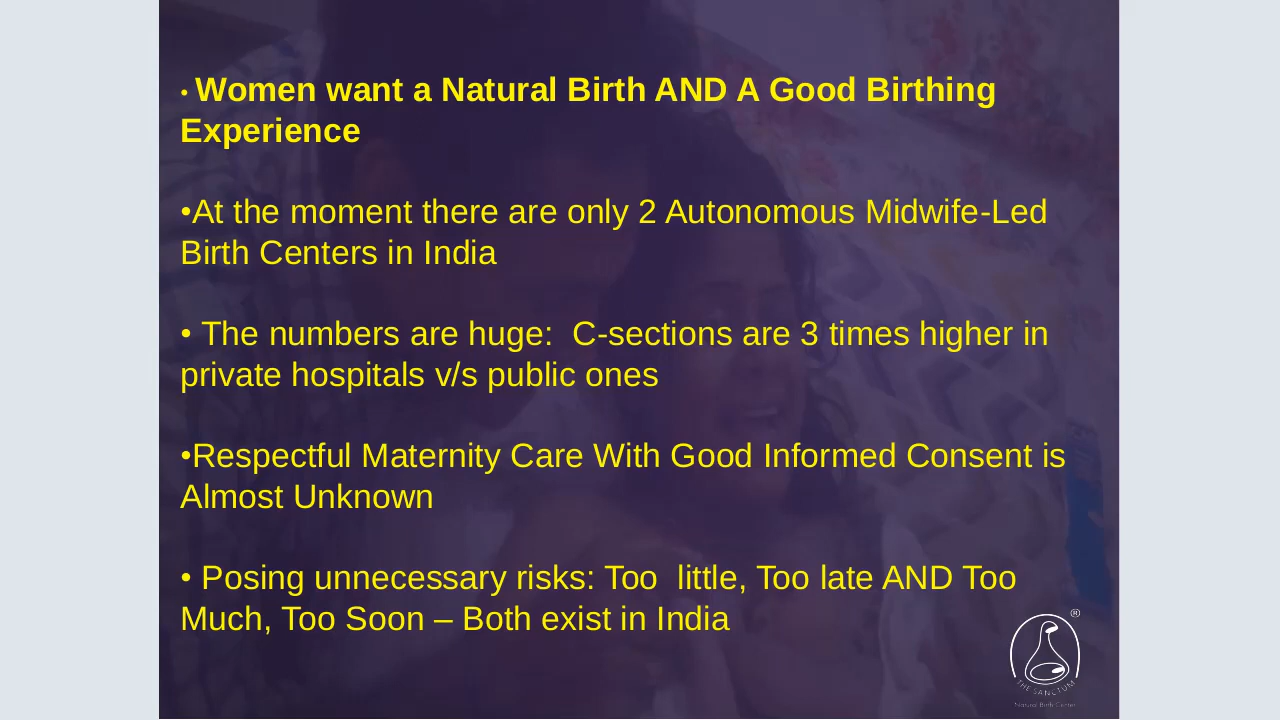 • Women want a Natural Birth AND A Good Birthing
Experience
•At the moment there are only 2 Autonomous Midwife-Led
Birth Centers in India
• The numbers are huge:  C-sections are 3 times higher in
private hospitals v/s public ones
•Respectful Maternity Care With Good Informed Consent is
Almost Unknown
• Posing unnecessary risks: Too  little, Too late AND Too
Much, Too Soon – Both exist in India
®
THE SANCTUM
Natural Birth Center